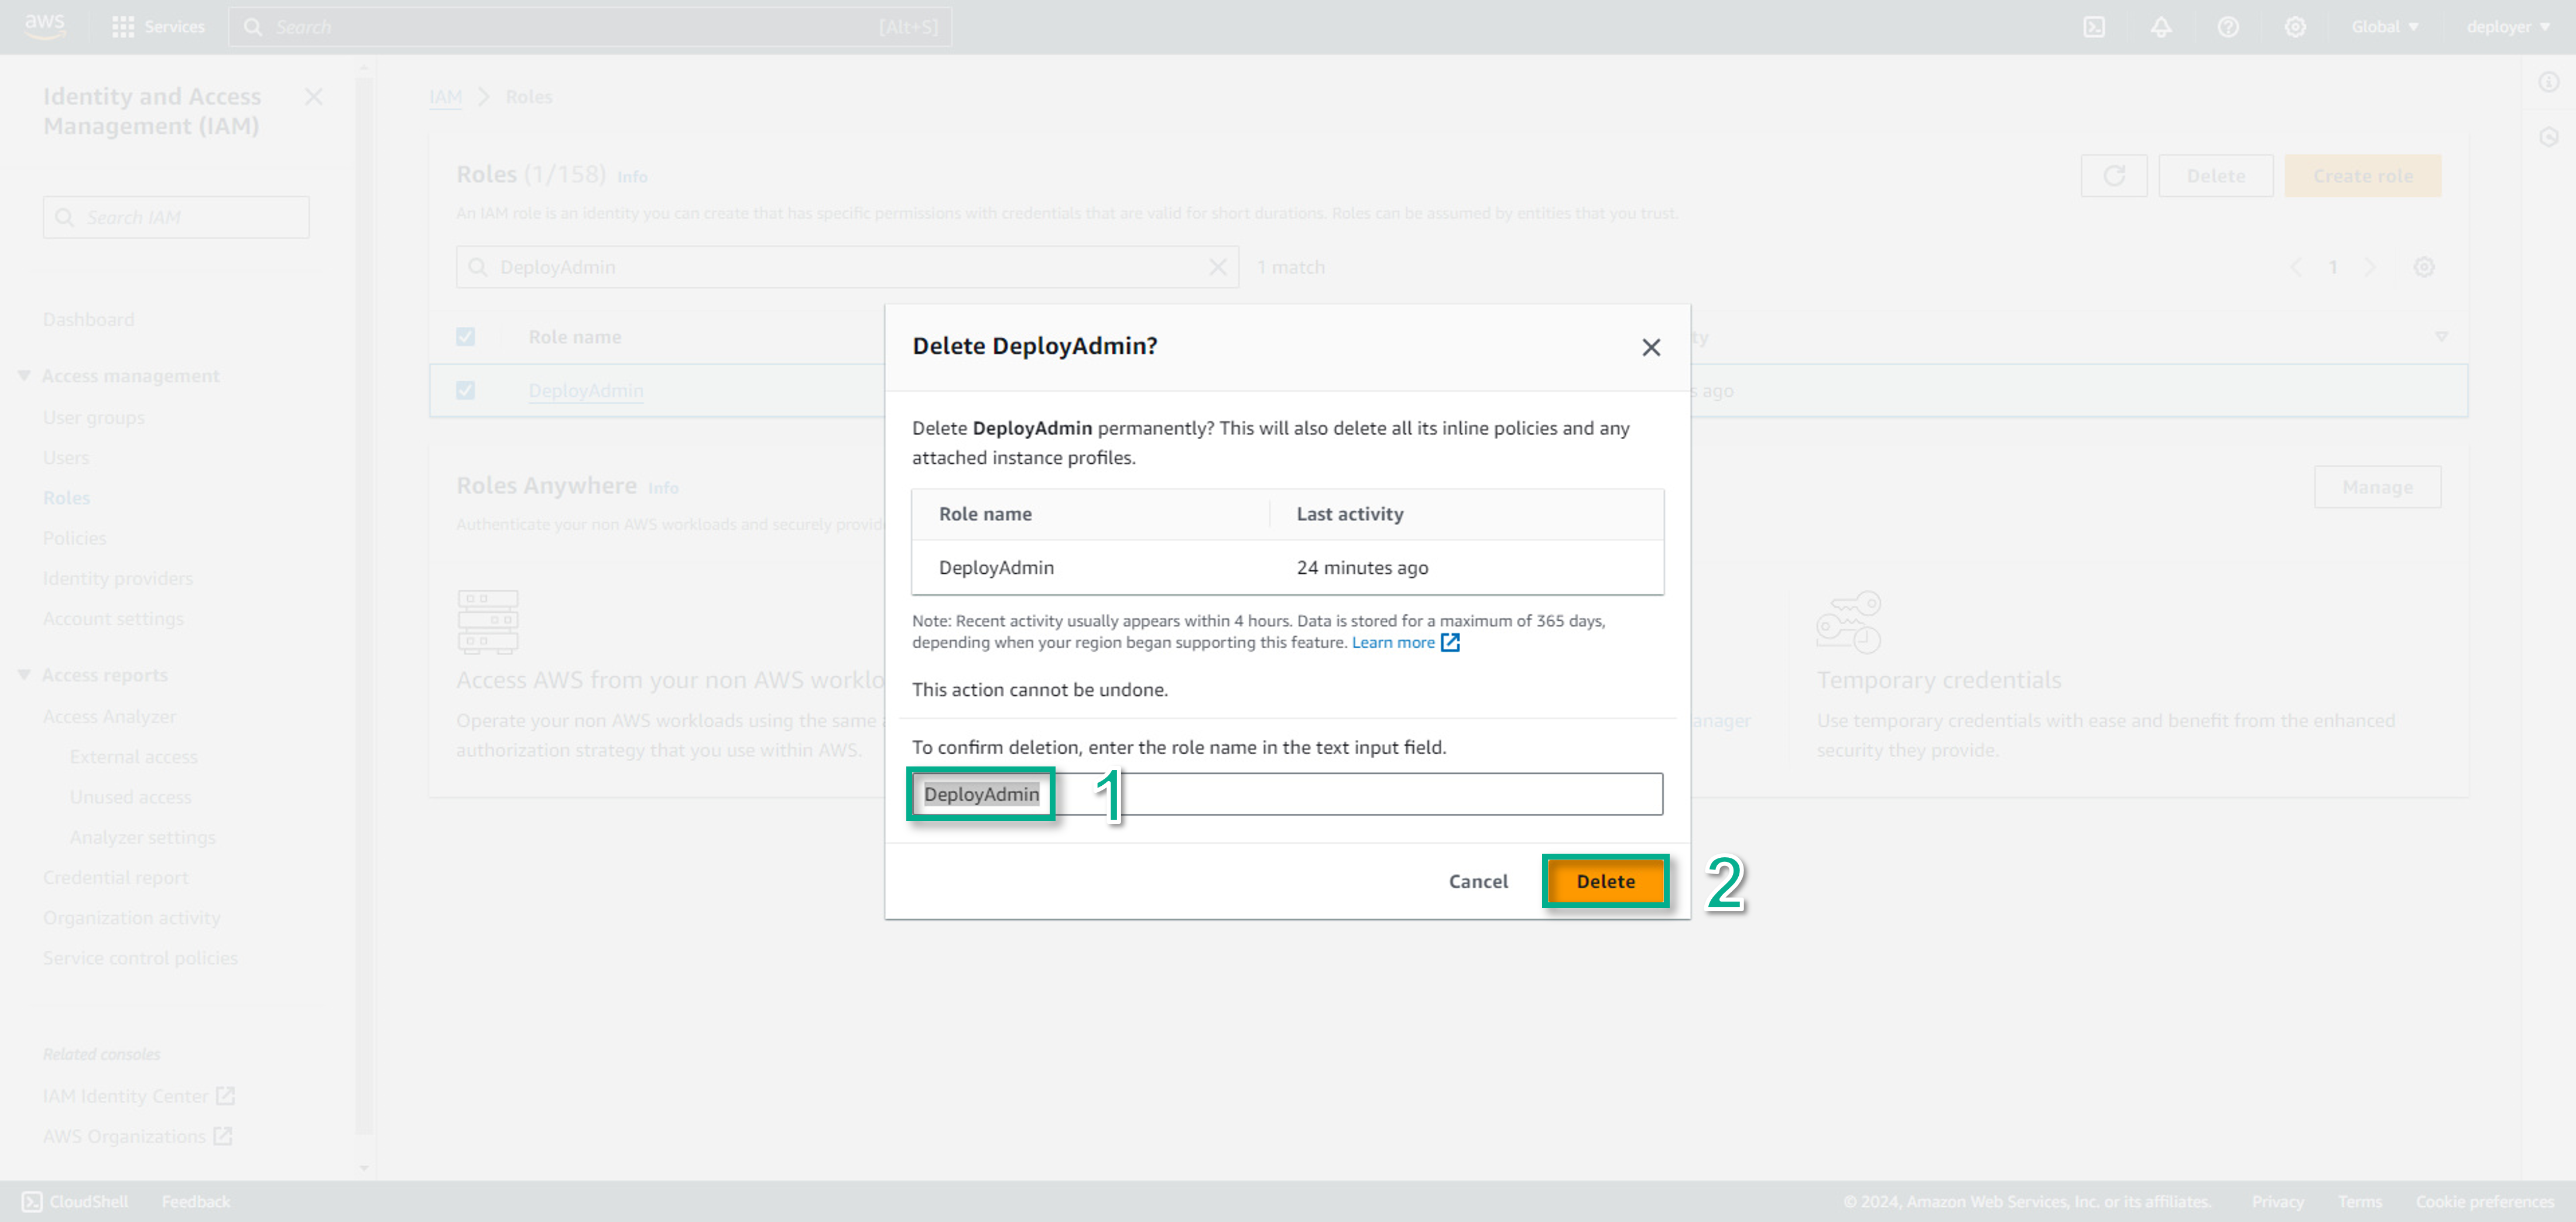 aws
Services
Search
[Alt+S]
Global
deployer
Identity and Access
Management (IAM)
Search IAM
Dashboard
Access management
User groups
Users
Roles
Policies
Identity providers
Account settings
Access reports
Access Analyzer
External access
Unused access
Analyzer settings
Credential report
Organization activity
Service control policies
Related consoles
IAM Identity Center
AWS Organizations
IAM > Roles
Roles (1/158) Info
Delete
Create role
An IAM role is an identity you can create that has specific permissions with credentials that are valid for short durations. Roles can be assumed by entities that you trust.
DeployAdmin
1 match
1
Role name
ty
DeployAdmin
s ago
Roles Anywhere Info
Manage
Authenticate your non AWS workloads and securely provid
Access AWS from your non AWS worklo
Operate your non AWS workloads using the same a
authorization strategy that you use within AWS.
anager
Temporary credentials
Use temporary credentials with ease and benefit from the enhanced
security they provide.
Delete DeployAdmin?
Delete DeployAdmin permanently? This will also delete all its inline policies and any
attached instance profiles.
Role name Last activity
DeployAdmin 24 minutes ago
Note: Recent activity usually appears within 4 hours. Data is stored for a maximum of 365 days,
depending when your region began supporting this feature. Learn more
This action cannot be undone.
To confirm deletion, enter the role name in the text input field.
DeployAdmin 1
Cancel Delete 2
CloudShell Feedback
© 2024, Amazon Web Services, Inc. or its affiliates. Privacy Terms Cookie preferences